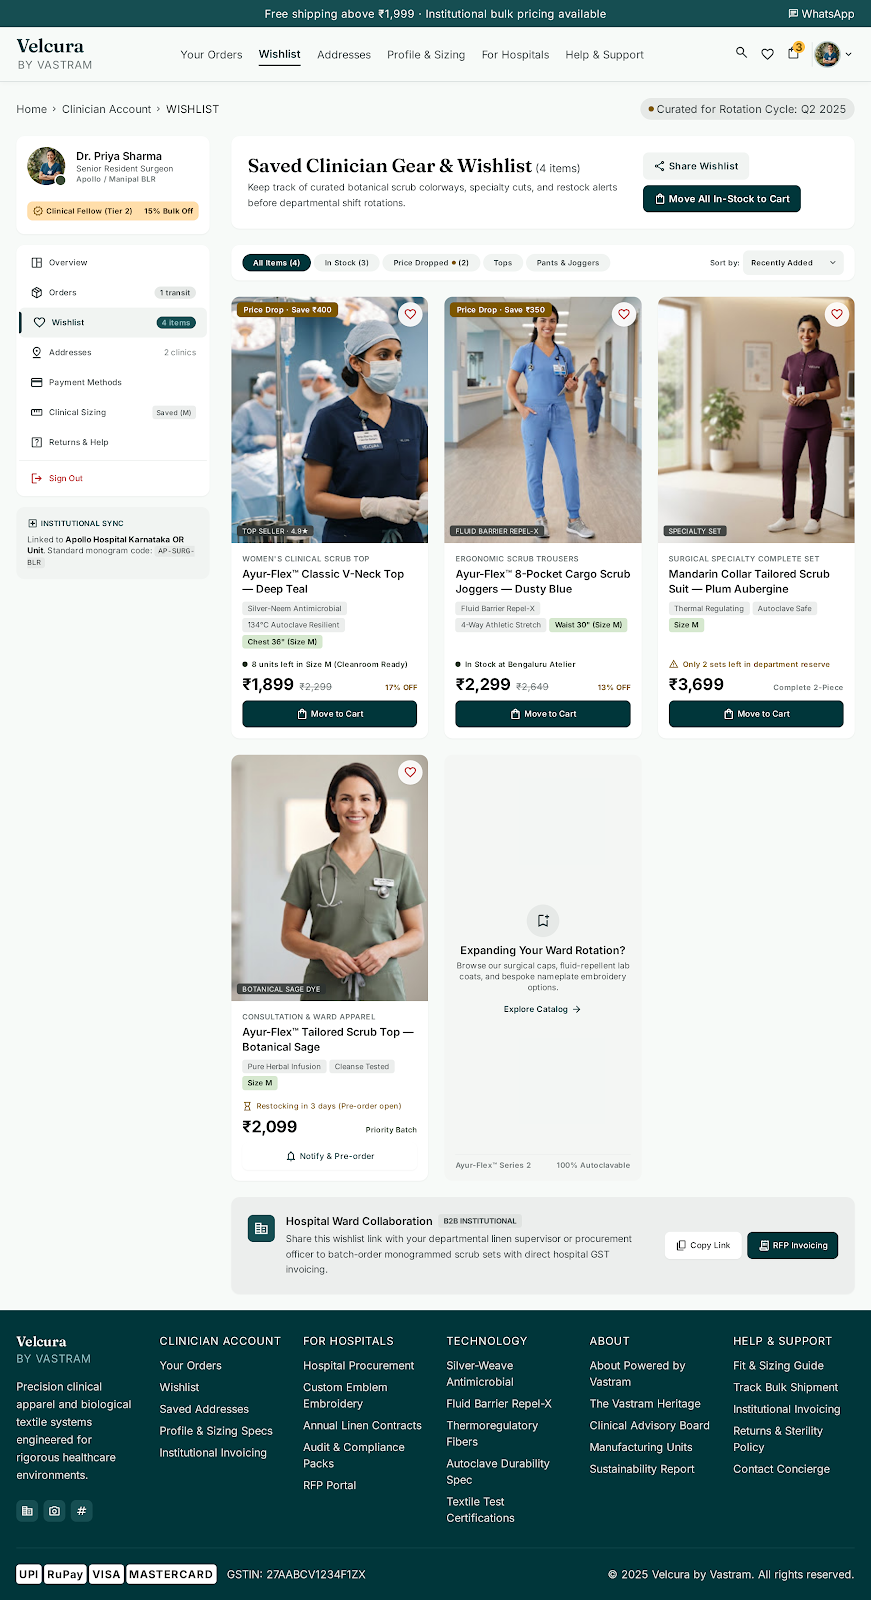 Free shipping above ₹1,999 · Institutional bulk pricing available
WhatsApp
Velcura
BY VASTRAM
Your Orders
Wishlist
Addresses
Profile & Sizing
For Hospitals
Help & Support
3
Home › Clinician Account › WISHLIST
Curated for Rotation Cycle: Q2 2025
Dr. Priya Sharma
Senior Resident Surgeon
Apollo / Manipal BLR
Clinical Fellow (Tier 2) 15% Bulk Off
Overview
Orders 1 transit
Wishlist 4 items
Addresses 2 clinics
Payment Methods
Clinical Sizing Saved (M)
Returns & Help
Sign Out
INSTITUTIONAL SYNC
Linked to Apollo Hospital Karnataka OR
Unit. Standard monogram code: AP-SURG-
BLR
Saved Clinician Gear & Wishlist (4 items)
Keep track of curated botanical scrub colorways, specialty cuts, and restock alerts
before departmental shift rotations.
Share Wishlist
Move All In-Stock to Cart
All Items (4)
In Stock (3)
Price Dropped • (2)
Tops
Pants & Joggers
Sort by: Recently Added
Price Drop · Save ₹400
TOP SELLER · 4.9★
WOMEN'S CLINICAL SCRUB TOP
Ayur-Flex™ Classic V-Neck Top
— Deep Teal
Silver-Neem Antimicrobial
134°C Autoclave Resilient
Chest 36" (Size M)
8 units left in Size M (Cleanroom Ready)
₹1,899 ₹2,299 17% OFF
Move to Cart
Price Drop · Save ₹350
FLUID BARRIER REPEL-X
ERGONOMIC SCRUB TROUSERS
Ayur-Flex™ 8-Pocket Cargo Scrub
Joggers — Dusty Blue
Fluid Barrier Repel-X
4-Way Athletic Stretch Waist 30" (Size M)
In Stock at Bengaluru Atelier
₹2,299 ₹2,649 13% OFF
Move to Cart
SPECIALTY SET
SURGICAL SPECIALTY COMPLETE SET
Mandarin Collar Tailored Scrub
Suit — Plum Aubergine
Thermal Regulating Autoclave Safe
Size M
Only 2 sets left in department reserve
₹3,699 Complete 2-Piece
Move to Cart
BOTANICAL SAGE DYE
CONSULTATION & WARD APPAREL
Ayur-Flex™ Tailored Scrub Top —
Botanical Sage
Pure Herbal Infusion Cleanse Tested
Size M
Restocking in 3 days (Pre-order open)
₹2,099 Priority Batch
Notify & Pre-order
Expanding Your Ward Rotation?
Browse our surgical caps, fluid-repellent lab
coats, and bespoke nameplate embroidery
options.
Explore Catalog →
Ayur-Flex™ Series 2 100% Autoclavable
Hospital Ward Collaboration B2B INSTITUTIONAL
Share this wishlist link with your departmental linen supervisor or procurement
officer to batch-order monogrammed scrub sets with direct hospital GST
invoicing.
Copy Link
RFP Invoicing
Velcura
BY VASTRAM
Precision clinical
apparel and biological
textile systems
engineered for
rigorous healthcare
environments.
#
CLINICIAN ACCOUNT
Your Orders
Wishlist
Saved Addresses
Profile & Sizing Specs
Institutional Invoicing
FOR HOSPITALS
Hospital Procurement
Custom Emblem
Embroidery
Annual Linen Contracts
Audit & Compliance
Packs
RFP Portal
TECHNOLOGY
Silver-Weave
Antimicrobial
Fluid Barrier Repel-X
Thermoregulatory
Fibers
Autoclave Durability
Spec
Textile Test
Certifications
ABOUT
About Powered by
Vastram
The Vastram Heritage
Clinical Advisory Board
Manufacturing Units
Sustainability Report
HELP & SUPPORT
Fit & Sizing Guide
Track Bulk Shipment
Institutional Invoicing
Returns & Sterility
Policy
Contact Concierge
UPI RuPay VISA MASTERCARD GSTIN: 27AABCV1234F1ZX
© 2025 Velcura by Vastram. All rights reserved.